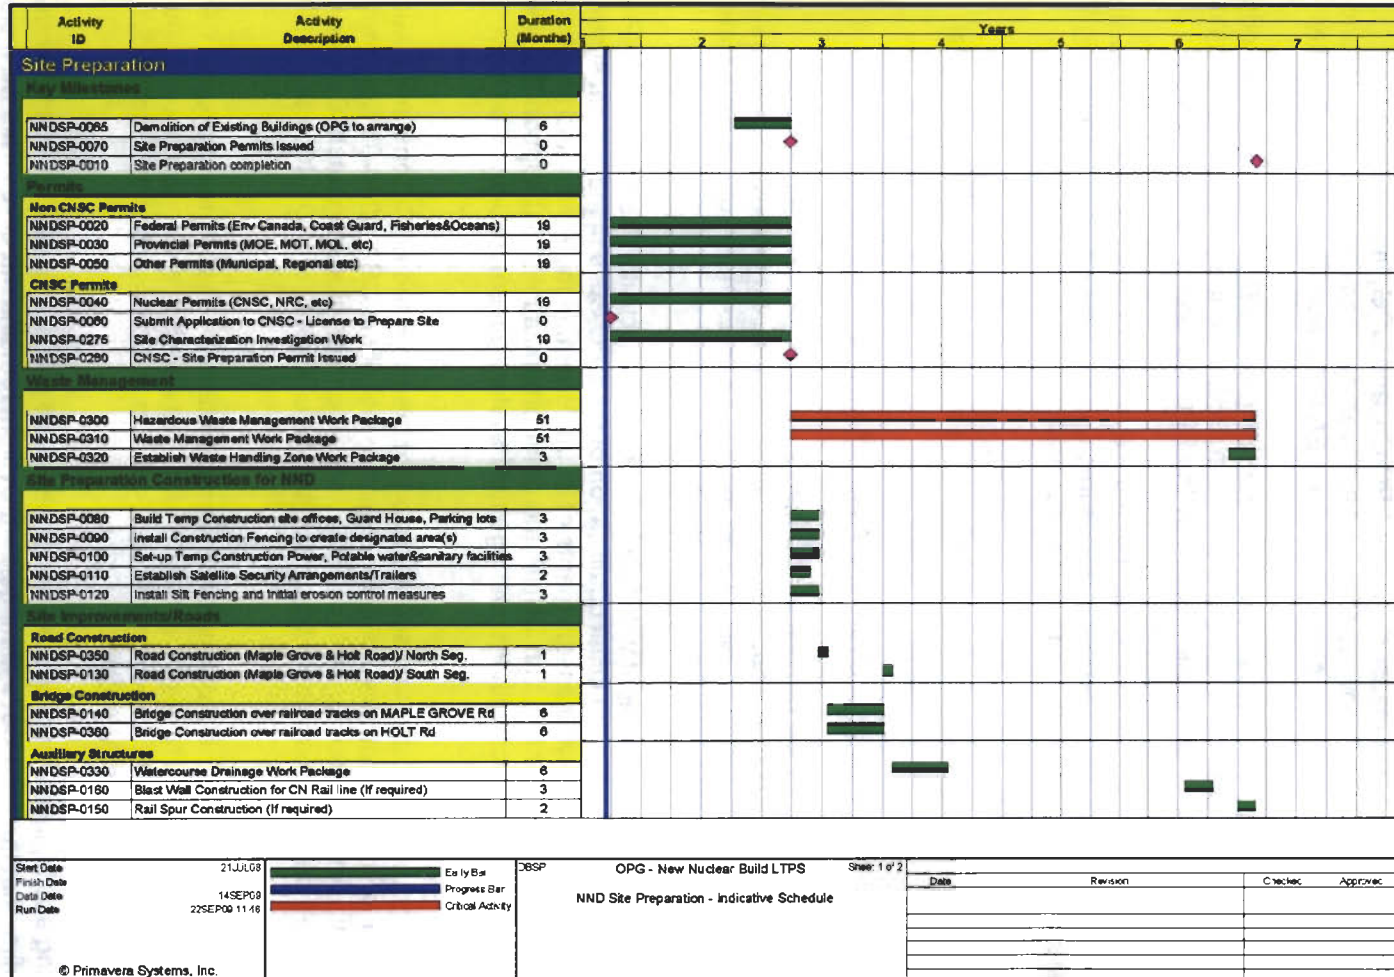 Activity ID Activity Description Duration (Months) Years
2 3 4 5 6 7
Site Preparation
Key Milestones
NNDSP-0065 Demolition of Existing Buildings (OPG to arrange) 6
NNDSP-0070 Site Preparation Permits Issued 0
NNDSP-0010 Site Preparation completion 0
Permits
Non CNSC Permits
NNDSP-0020 Federal Permits (Env Canada, Coast Guard, Fisheries&Oceans) 19
NNDSP-0030 Provincial Permits (MOE, MOT, MOL, etc) 19
NNDSP-0050 Other Permits (Municipal, Regional etc) 19
CNSC Permits
NNDSP-0040 Nuclear Permits (CNSC, NRC, etc) 19
NNDSP-0060 Submit Application to CNSC - License to Prepare Site 0
NNDSP-0275 Site Characterization Investigation Work 19
NNDSP-0280 CNSC - Site Preparation Permit Issued 0
Waste Management
NNDSP-0300 Hazardous Waste Management Work Package 51
NNDSP-0310 Waste Management Work Package 51
NNDSP-0320 Establish Waste Handling Zone Work Package 3
Site Preparation Construction for NND
NNDSP-0080 Build Temp Construction site offices, Guard House, Parking lots 3
NNDSP-0090 Install Construction Fencing to create designated area(s) 3
NNDSP-0100 Set-up Temp Construction Power, Potable water&sanitary facilities 3
NNDSP-0110 Establish Satellite Security Arrangements/Trailers 2
NNDSP-0120 Install Silt Fencing and Initial erosion control measures 3
Site Improvements/Roads
Road Construction
NNDSP-0350 Road Construction (Maple Grove & Holt Road)/ North Seg. 1
NNDSP-0130 Road Construction (Maple Grove & Holt Road)/ South Seg. 1
Bridge Construction
NNDSP-0140 Bridge Construction over railroad tracks on MAPLE GROVE Rd 6
NNDSP-0360 Bridge Construction over railroad tracks on HOLT Rd 6
Auxiliary Structures
NNDSP-0330 Watercourse Drainage Work Package 6
NNDSP-0160 Blast Wall Construction for CN Rail line (If required) 3
NNDSP-0150 Rail Spur Construction (If required) 2
Start Date 21JUL08
Finish Date
Data Date 14SEP09
Run Date 22SEP09 11:46
© Primavera Systems, Inc.
Early Bar
Progress Bar
Critical Activity
DBSP
OPG - New Nuclear Build LTPS
NND Site Preparation - Indicative Schedule
Sheet 1 of 2
Date Revision Checked Approved